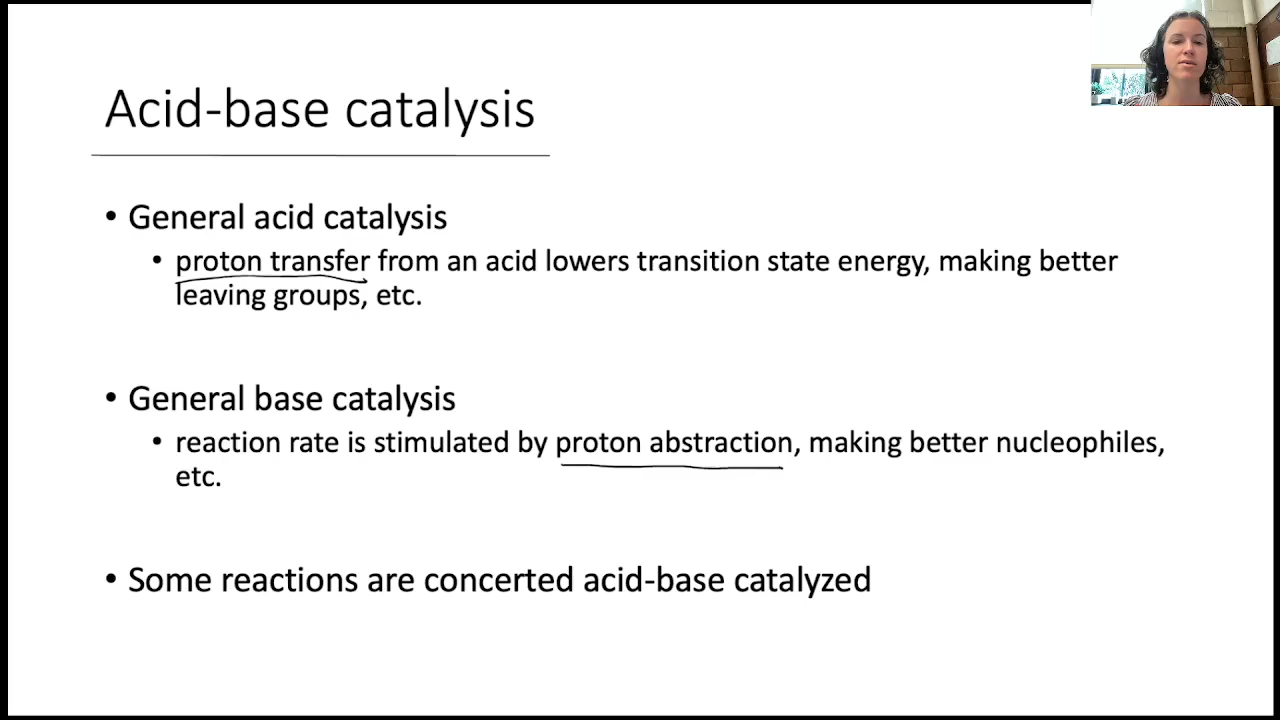 Acid-base catalysis
• General acid catalysis
• proton transfer from an acid lowers transition state energy, making better
leaving groups, etc.
• General base catalysis
• reaction rate is stimulated by proton abstraction, making better nucleophiles,
etc.
• Some reactions are concerted acid-base catalyzed